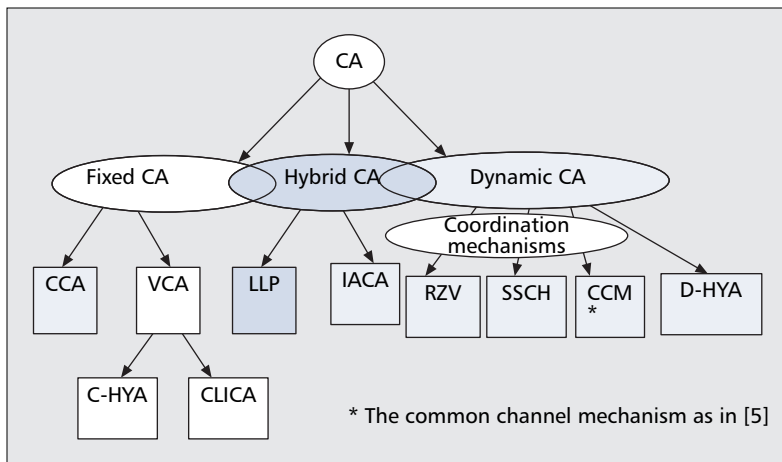 CA
Fixed CA
Hybrid CA
Dynamic CA
Coordination
mechanisms
CCA
VCA
LLP
IACA
RZV
SSCH
CCM
*
D-HYA
C-HYA
CLICA
* The common channel mechanism as in [5]